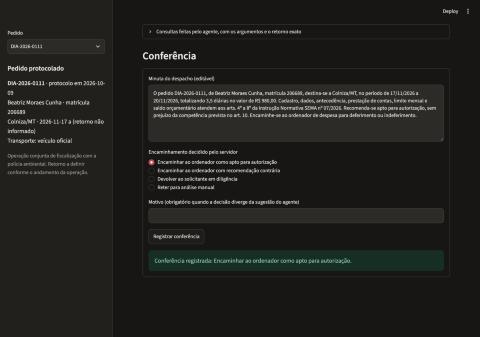 Deploy
Pedido
DIA-2026-0111
Pedido protocolado
DIA-2026-0111 · protocolo em 2026-10-
09
Beatriz Moraes Cunha · matrícula
206689
Colniza/MT · 2026-11-17 a (retorno não
informado)
Transporte: veículo oficial
Operação conjunta de fiscalização com a
polícia ambiental. Retorno a definir
conforme o andamento da operação.
Consultas feitas pelo agente, com os argumentos e o retorno exato
Conferência
Minuta do despacho (editável)
O pedido DIA-2026-0111, de Beatriz Moraes Cunha, matrícula 206689, destina-se a Colniza/MT, no período de 17/11/2026 a
20/11/2026, totalizando 3,5 diárias no valor de R$ 980,00. Cadastro, dados, antecedência, prestação de contas, limite mensal e
saldo orçamentário atendem aos arts. 4º a 8º da Instrução Normativa SEMA nº 07/2026. Recomenda-se apto para autorização, sem
prejuízo da competência prevista no art. 10. Encaminhe-se ao ordenador de despesa para deferimento ou indeferimento.
Encaminhamento decidido pelo servidor
Encaminhar ao ordenador como apto para autorização
Encaminhar ao ordenador com recomendação contrária
Devolver ao solicitante em diligência
Reter para análise manual
Motivo (obrigatório quando a decisão diverge da sugestão do agente)
Registrar conferência
Conferência registrada: Encaminhar ao ordenador como apto para autorização.